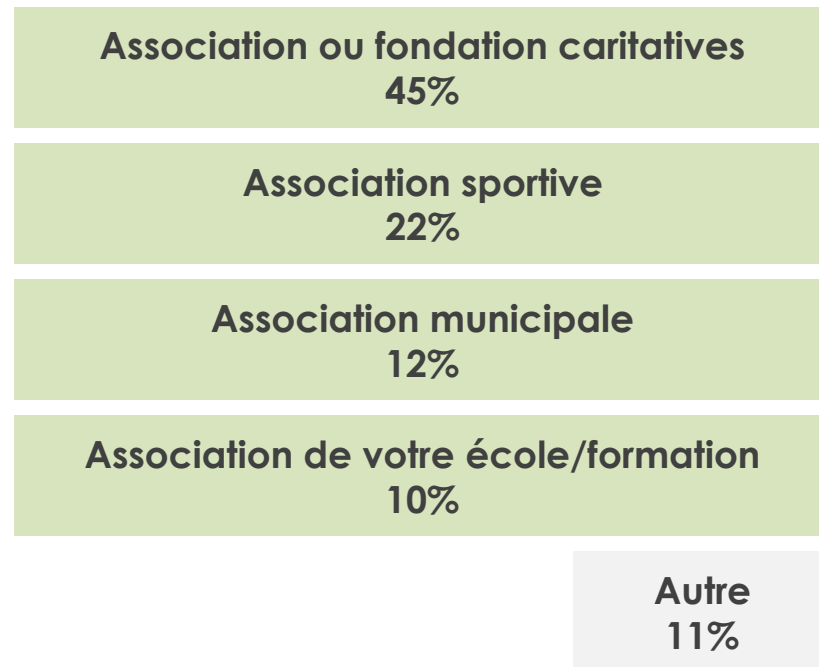 Association ou fondation caritatives
45%
Association sportive
22%
Association municipale
12%
Association de votre école/formation
10%
Autre
11%